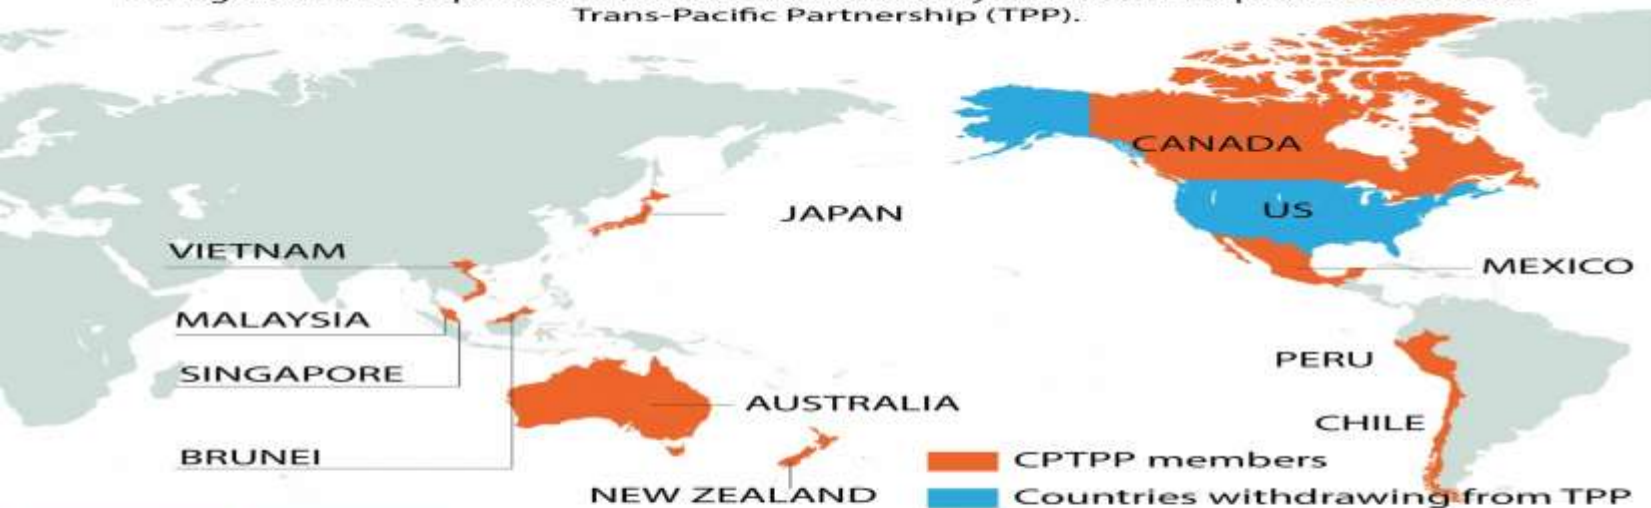 Trans-Pacific Partnership (TPP).
CANADA
US
JAPAN
VIETNAM
MEXICO
MALAYSIA
PERU
SINGAPORE
AUSTRALIA
CHILE
BRUNEI
CPTPP members
NEW ZEALAND
Countries withdrawing from TPP